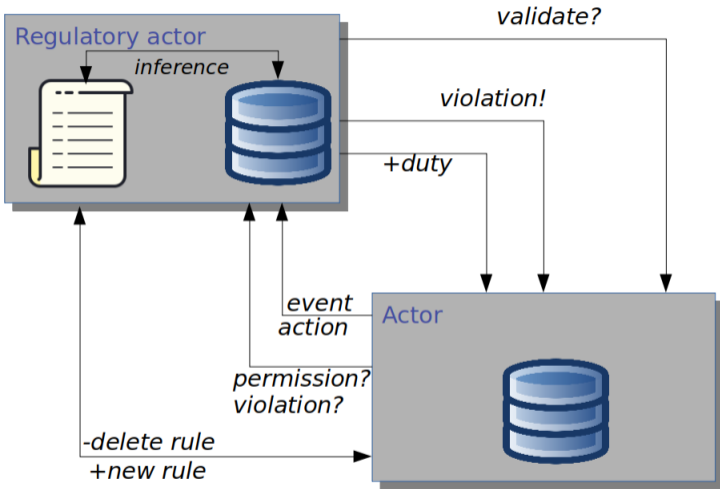 validate?
Regulatory actor
inference
violation!
+duty
event
action
Actor
permission?
violation?
-delete rule
+new rule